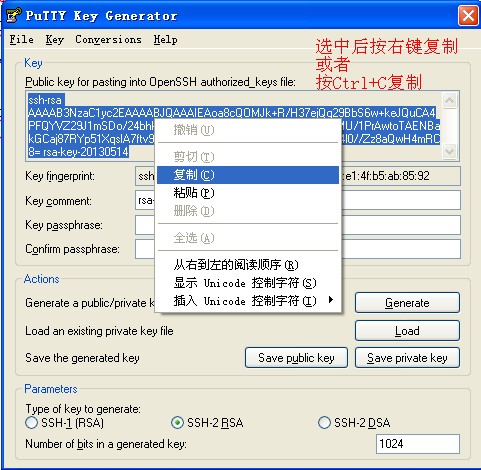 PuTTY Key Generator
File Key Conversions Help
选中后按右键复制
或者
按Ctrl+C复制
Key
Public key for pasting into OpenSSH authorized_keys file:
ssh-rsa
AAAAB3NzaC1yc2EAAAABJQAAAIEAoa8cQOMJk+R/H37ejQg29BbS6w+keJQuCA4
PFQYVZ29J1mSDo/24bhl MU/1PrAwtoTAENBa
kGCaj87RYp51XqslA7ftv9 4I0//Zz8aQwH4mRC
8= rsa-key-20130514
撤销(U)
剪切(T)
复制(C)
粘贴(P)
删除(D)
全选(A)
从右到左的阅读顺序(R)
显示 Unicode 控制字符(S)
插入 Unicode 控制字符(I)
Key fingerprint: ssh e1:4f:b5:ab:85:92
Key comment: rsa-
Key passphrase:
Confirm passphrase:
Actions
Generate a public/private k Generate
Load an existing private key file Load
Save the generated key Save public key Save private key
Parameters
Type of key to generate:
SSH-1 (RSA) SSH-2 RSA SSH-2 DSA
Number of bits in a generated key: 1024